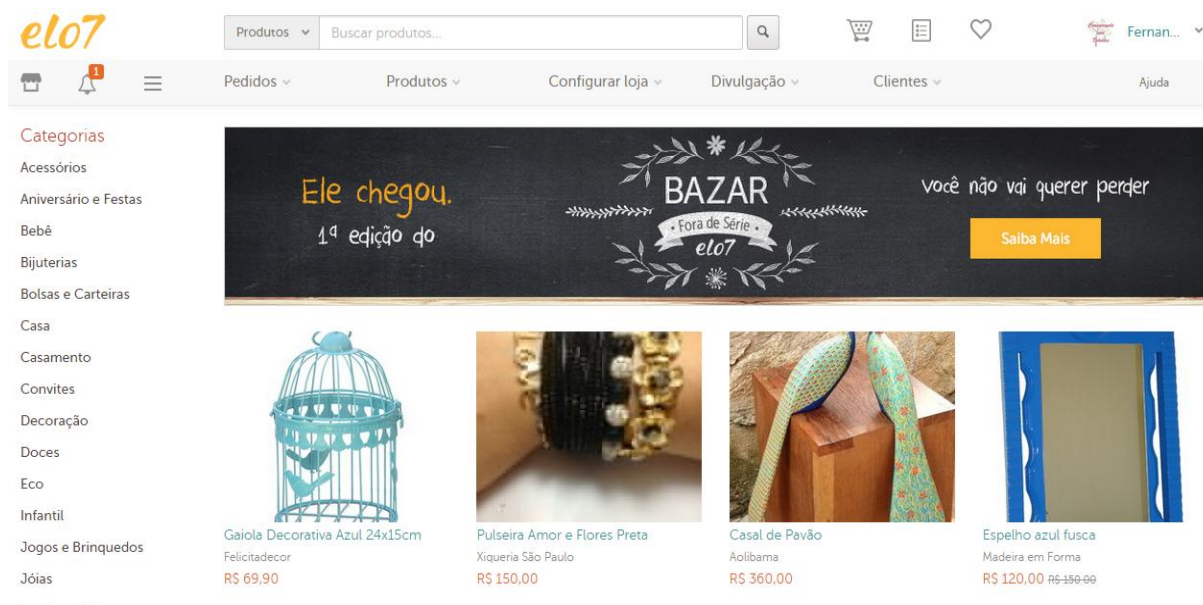 elo7
Produtos
Buscar produtos...
Fernan...
1
Pedidos
Produtos
Configurar loja
Divulgação
Clientes
Ajuda
Categorias
Acessórios
Aniversário e Festas
Bebê
Bijuterias
Bolsas e Carteiras
Casa
Casamento
Convites
Decoração
Doces
Eco
Infantil
Jogos e Brinquedos
Jóias
Ele chegou.
1ª edição do
BAZAR
• Fora de Série •
elo7
Você não vai querer perder
Saiba Mais
Gaiola Decorativa Azul 24x15cm
Felicitadecor
R$ 69,90
Pulseira Amor e Flores Preta
Xiqueria São Paulo
R$ 150,00
Casal de Pavão
Aolibama
R$ 360,00
Espelho azul fusca
Madeira em Forma
R$ 120,00 R$ 150,00